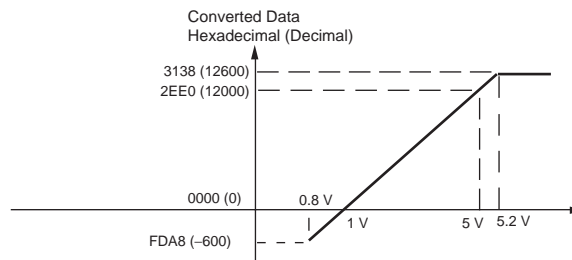 Converted Data
Hexadecimal (Decimal)
3138 (12600)
2EE0 (12000)
0000 (0)
0.8 V
1 V
5 V
5.2 V
FDA8 (−600)